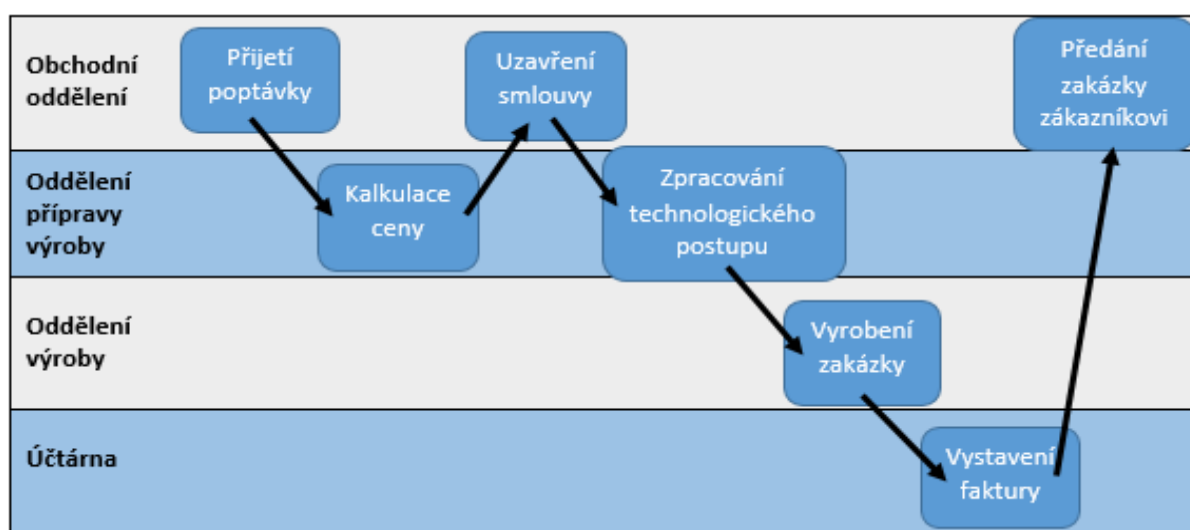 Obchodní
oddělení
Přijetí
poptávky
Uzavření
smlouvy
Předání
zakázky
zákazníkovi
Oddělení
přípravy
výroby
Kalkulace
ceny
Zpracování
technologického
postupu
Oddělení
výroby
Vyrobení
zakázky
Účtárna
Vystavení
faktury